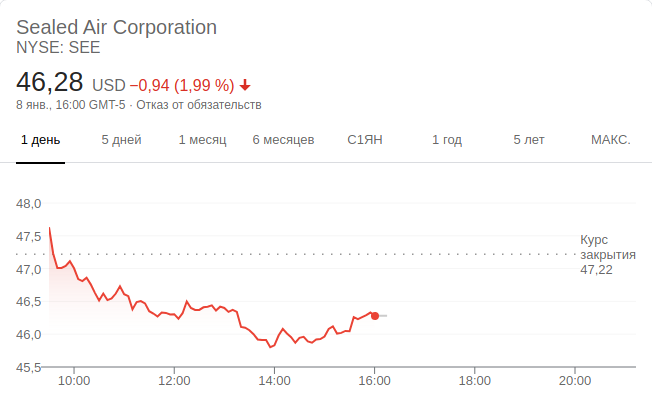 Sealed Air Corporation
NYSE: SEE
46,28 USD −0,94 (1,99 %)
8 янв., 16:00 GMT-5 · Отказ от обязательств
1 день 5 дней 1 месяц 6 месяцев С1ЯН 1 год 5 лет МАКС.
48,0
47,5
Курс
закрытия
47,22
47,0
46,5
46,0
45,5
10:00 12:00 14:00 16:00 18:00 20:00